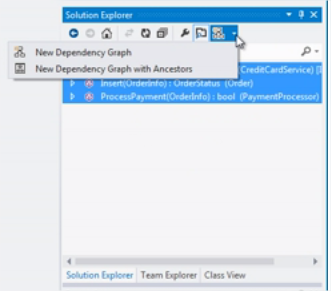 Solution Explorer
New Dependency Graph
New Dependency Graph with Ancestors
CreditCardService)
Insert(OrderInfo) : OrderStatus (Order)
ProcessPayment(OrderInfo) : bool (PaymentProcessor)
Solution Explorer Team Explorer Class View